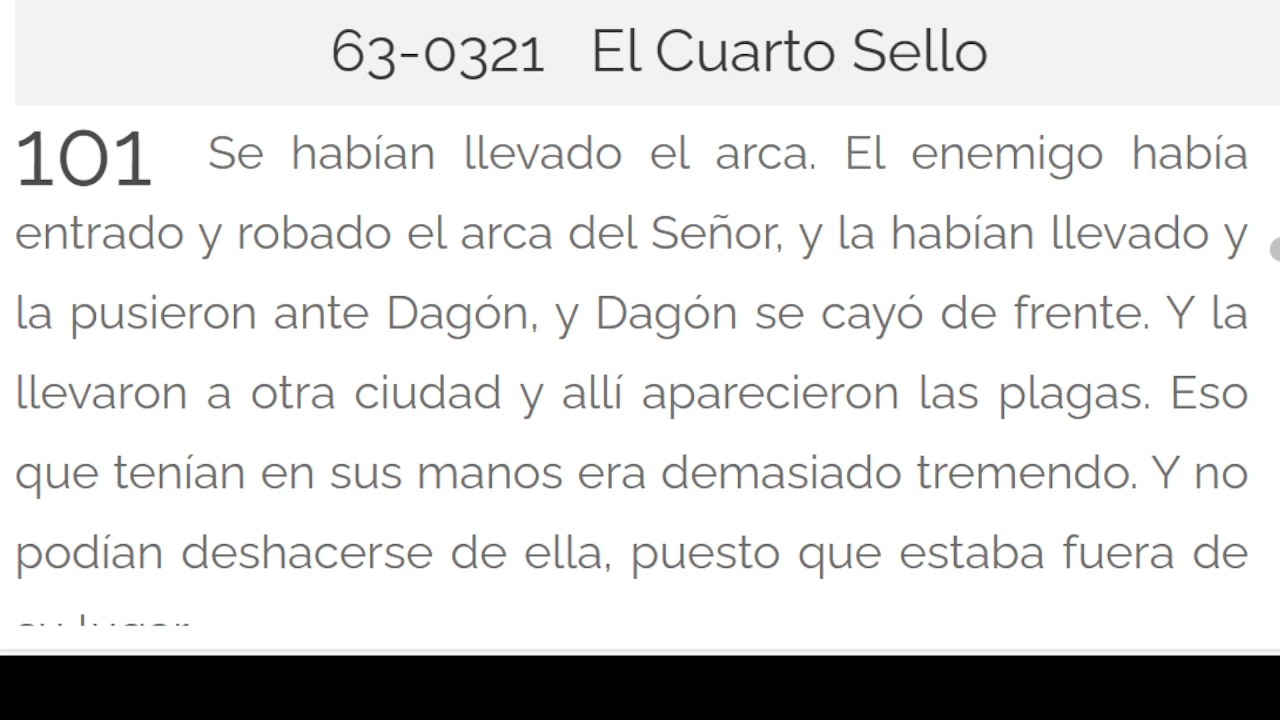 63-0321 El Cuarto Sello
101 Se habían llevado el arca. El enemigo había
entrado y robado el arca del Señor, y la habían llevado y
la pusieron ante Dagón, y Dagón se cayó de frente. Y la
llevaron a otra ciudad y allí aparecieron las plagas. Eso
que tenían en sus manos era demasiado tremendo. Y no
podían deshacerse de ella, puesto que estaba fuera de
su lugar.